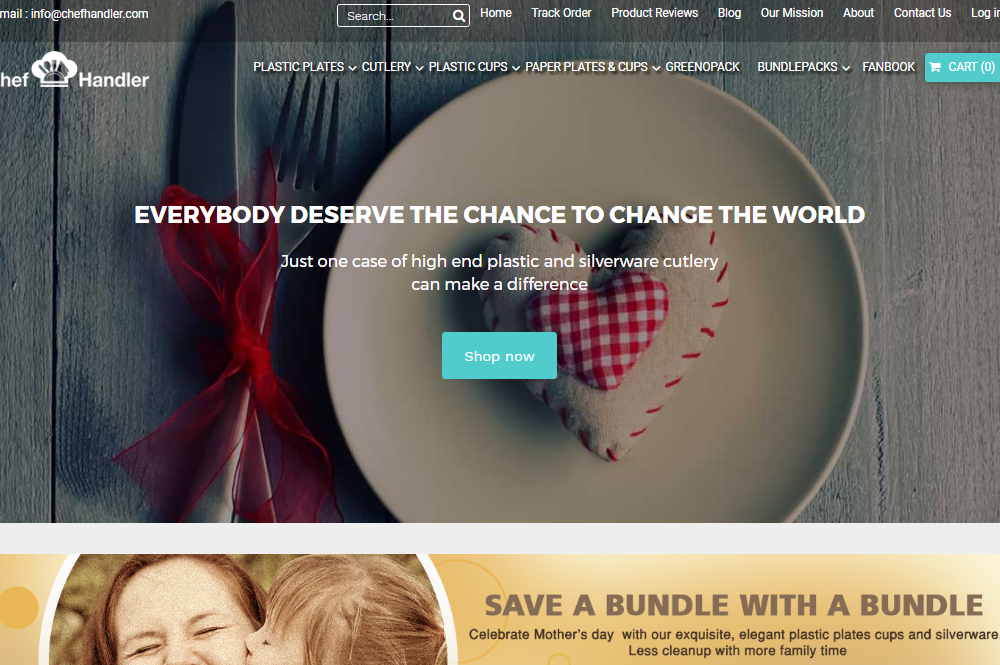 mail : info@chefhandler.com
Search...
Home Track Order Product Reviews Blog Our Mission About Contact Us Log in
hef Handler
PLASTIC PLATES CUTLERY PLASTIC CUPS PAPER PLATES & CUPS GREENOPACK BUNDLEPACKS FANBOOK CART (0)
EVERYBODY DESERVE THE CHANCE TO CHANGE THE WORLD
Just one case of high end plastic and silverware cutlery
can make a difference
Shop now
SAVE A BUNDLE WITH A BUNDLE
Celebrate Mother's day with our exquisite, elegant plastic plates cups and silverware.
Less cleanup with more family time